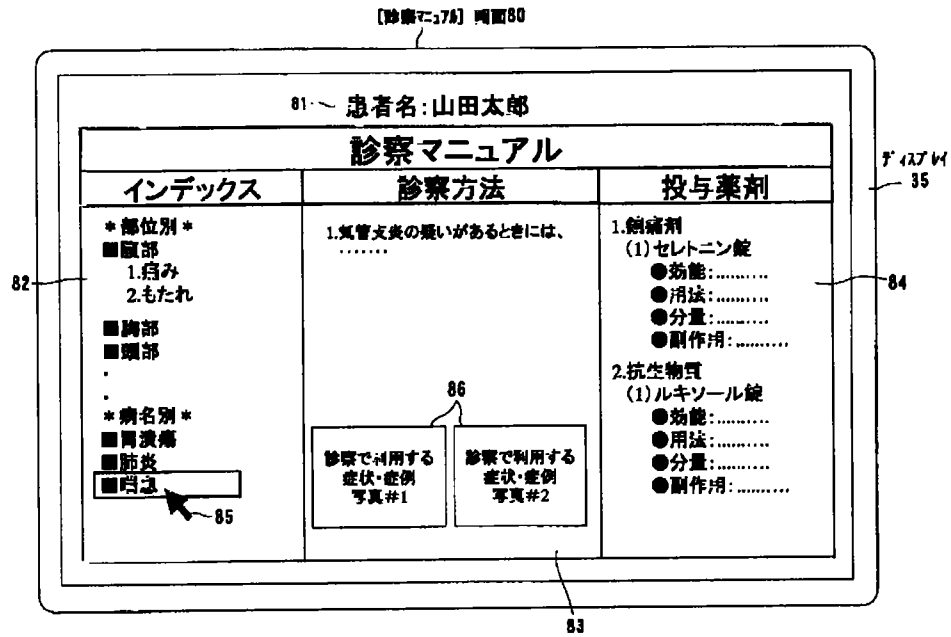 [診察マニュアル] 画面80
81
患者名:山田太郎
診察マニュアル
ディスプレイ
35
インデックス
診察方法
投与薬剤
82
*部位別*
■腹部
1.痛み
2.もたれ
■胸部
■頭部
・
・
*病名別*
■胃潰瘍
■肺炎
■喘息
85
1.気管支炎の疑いがあるときには、
.......
86
診察で利用する
症状・症例
写真#1
診察で利用する
症状・症例
写真#2
83
1.鎮痛剤
(1)セレトニン錠
●効能:..........
●用法:..........
●分量:..........
●副作用:..........
84
2.抗生物質
(1)ルキソール錠
●効能:..........
●用法:..........
●分量:..........
●副作用:..........